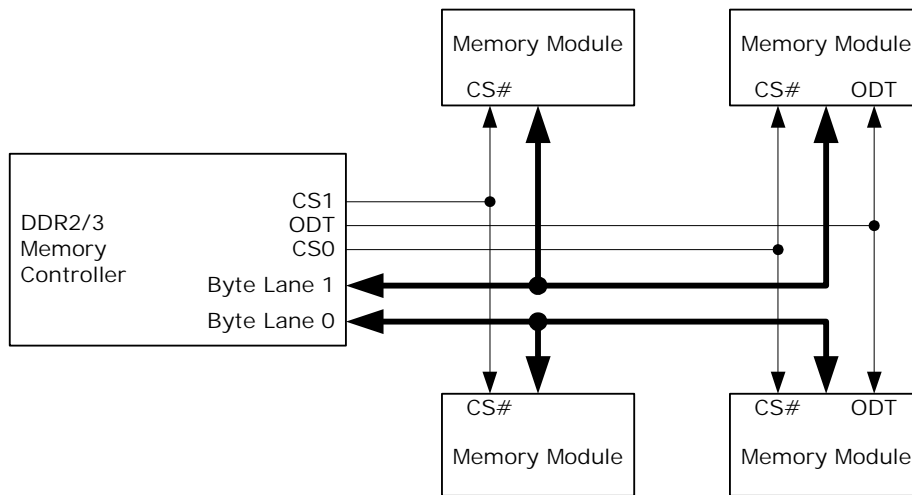 Memory Module
Memory Module
CS#
CS#
ODT
DDR2/3
Memory
Controller
CS1
ODT
CS0
Byte Lane 1
Byte Lane 0
CS#
CS#
ODT
Memory Module
Memory Module